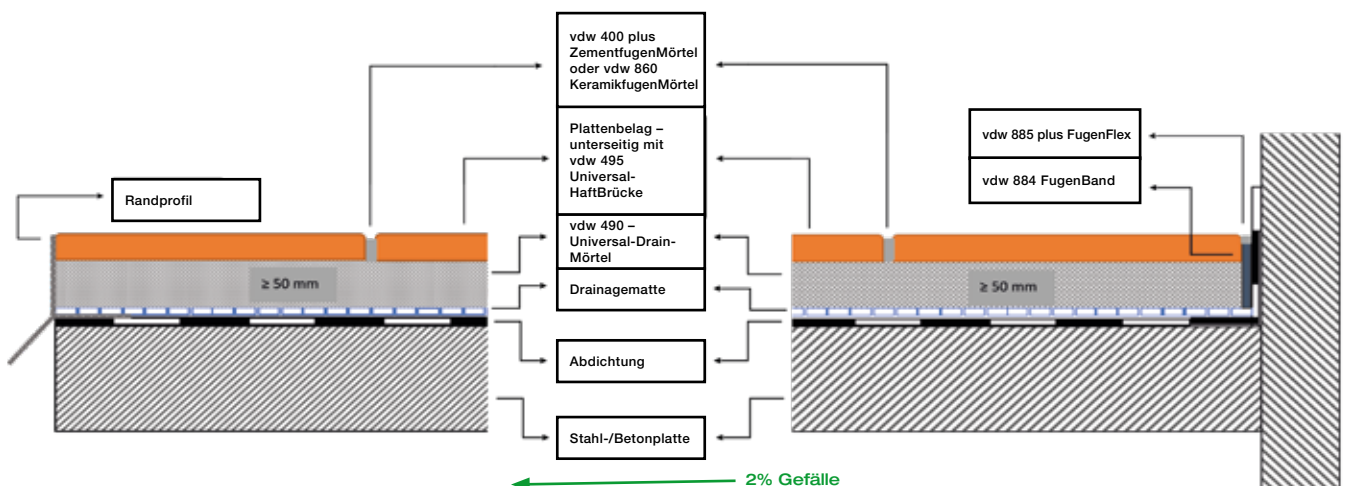 vdw 400 plus
ZementfugenMörtel
oder vdw 860
KeramikfugenMörtel
Plattenbelag –
unterseitig mit
vdw 495
Universal-
HaftBrücke
vdw 885 plus FugenFlex
vdw 884 FugenBand
Randprofil
vdw 490 –
Universal-Drain-
Mörtel
≥ 50 mm
≥ 50 mm
Drainagematte
Abdichtung
Stahl-/Betonplatte
2% Gefälle